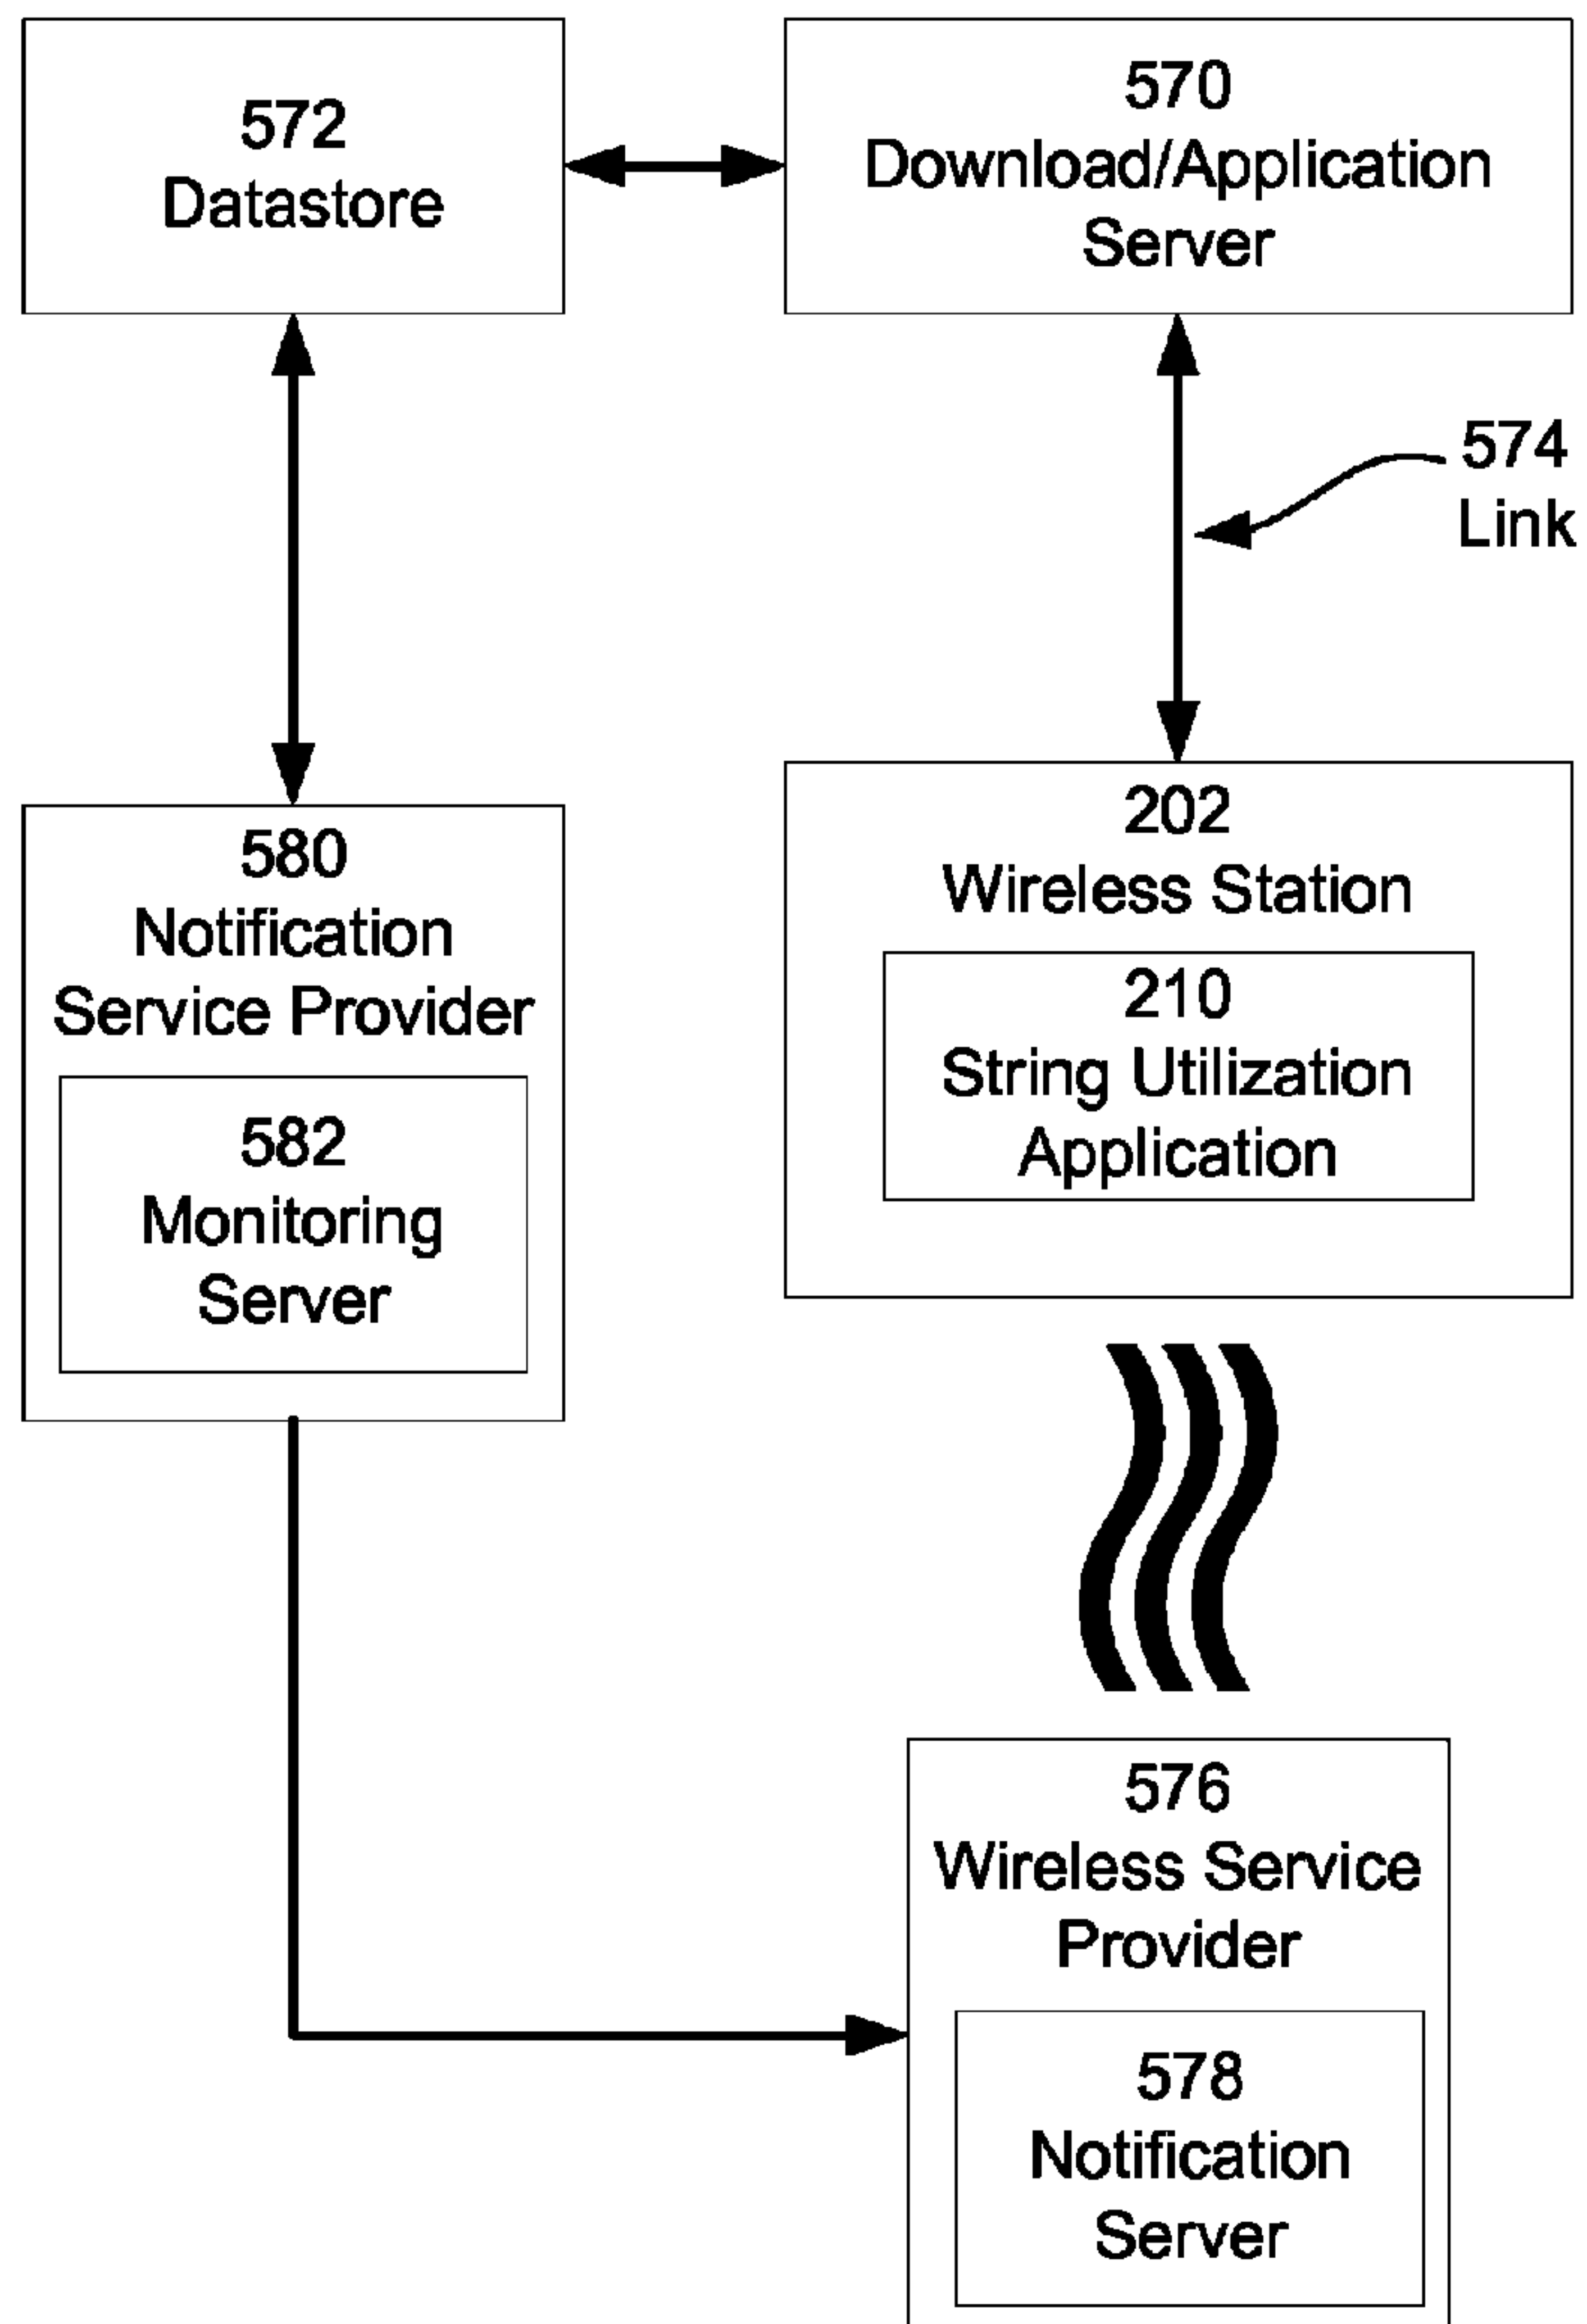 572
Datastore
570
Download/Application
Server
574
Link
580
Notification
Service Provider
582
Monitoring
Server
202
Wireless Station
210
String Utilization
Application
576
Wireless Service
Provider
578
Notification
Server